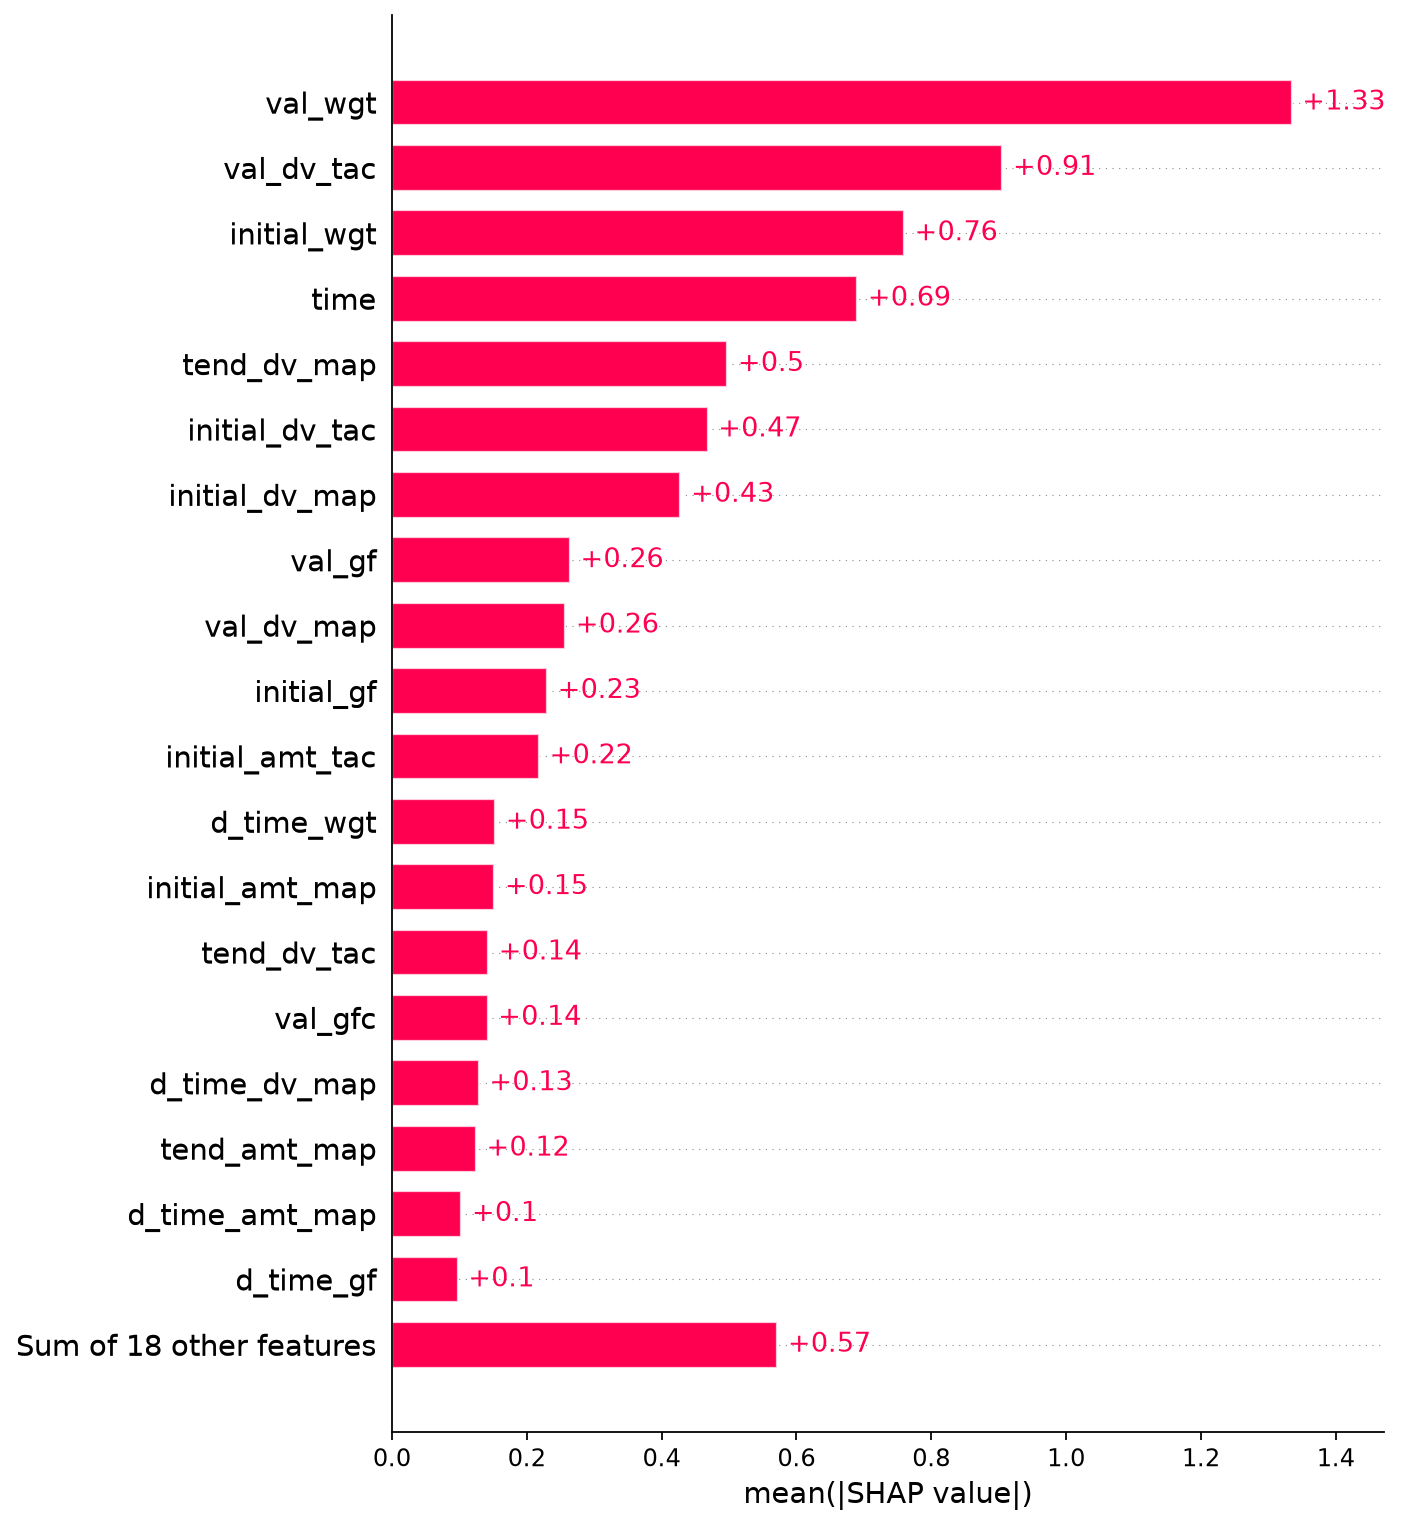 val_wgt +1.33
val_dv_tac +0.91
initial_wgt +0.76
time +0.69
tend_dv_map +0.5
initial_dv_tac +0.47
initial_dv_map +0.43
val_gf +0.26
val_dv_map +0.26
initial_gf +0.23
initial_amt_tac +0.22
d_time_wgt +0.15
initial_amt_map +0.15
tend_dv_tac +0.14
val_gfc +0.14
d_time_dv_map +0.13
tend_amt_map +0.12
d_time_amt_map +0.1
d_time_gf +0.1
Sum of 18 other features +0.57
0.0 0.2 0.4 0.6 0.8 1.0 1.2 1.4
mean(|SHAP value|)